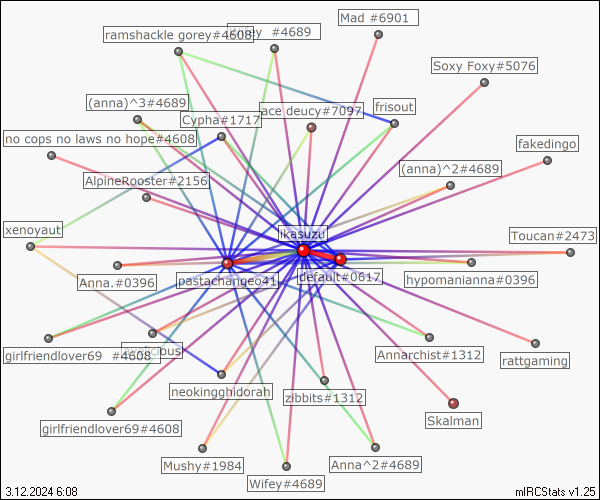 Mad #6901
ramshackle gorey#4608
#4689
Soxy Foxy#5076
(anna)^3#4689
ace deucy#7097
frisout
Cypha#1717
no cops no laws no hope#4608
fakedingo
(anna)^2#4689
AlpineRooster#2156
xenoyaut
ikasuzu
Toucan#2473
Anna.#0396
pastachangeo41
default#0617
hypomanianna#0396
girlfriendlover69 #4608
Annarchist#1312
rattgaming
neokingghidorah
zibbits#1312
Skalman
girlfriendlover69#4608
Mushy#1984
Anna^2#4689
Wifey#4689
3.12.2024 6:08
mIRCStats v1.25